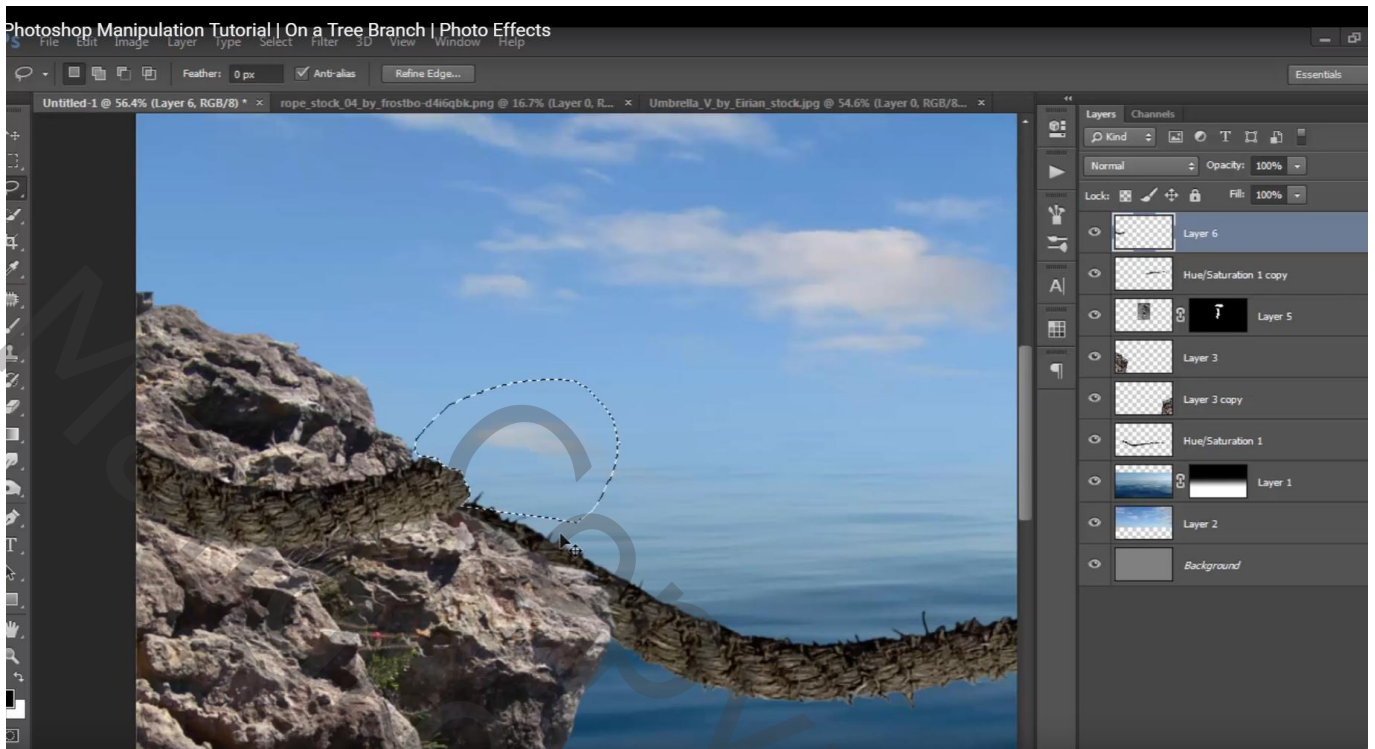 Photoshop Manipulation Tutorial | On a Tree Branch | Photo Effects
Ps File Edit Image Layer Type Select Filter 3D View Window Help
Feather: 0 px Anti-alias Refine Edge... Essentials
Untitled-1 @ 56.4% (Layer 6, RGB/8) * × rope_stock_04_by_frostbo-d4i6qbk.png @ 16.7% (Layer 0, R... × Umbrella_V_by_Eirian_stock.jpg @ 54.6% (Layer 0, RGB/8... ×
Layers Channels
Kind
Normal Opacity: 100%
Lock: Fill: 100%
Layer 6
Hue/Saturation 1 copy
Layer 5
Layer 3
Layer 3 copy
Hue/Saturation 1
Layer 1
Layer 2
Background